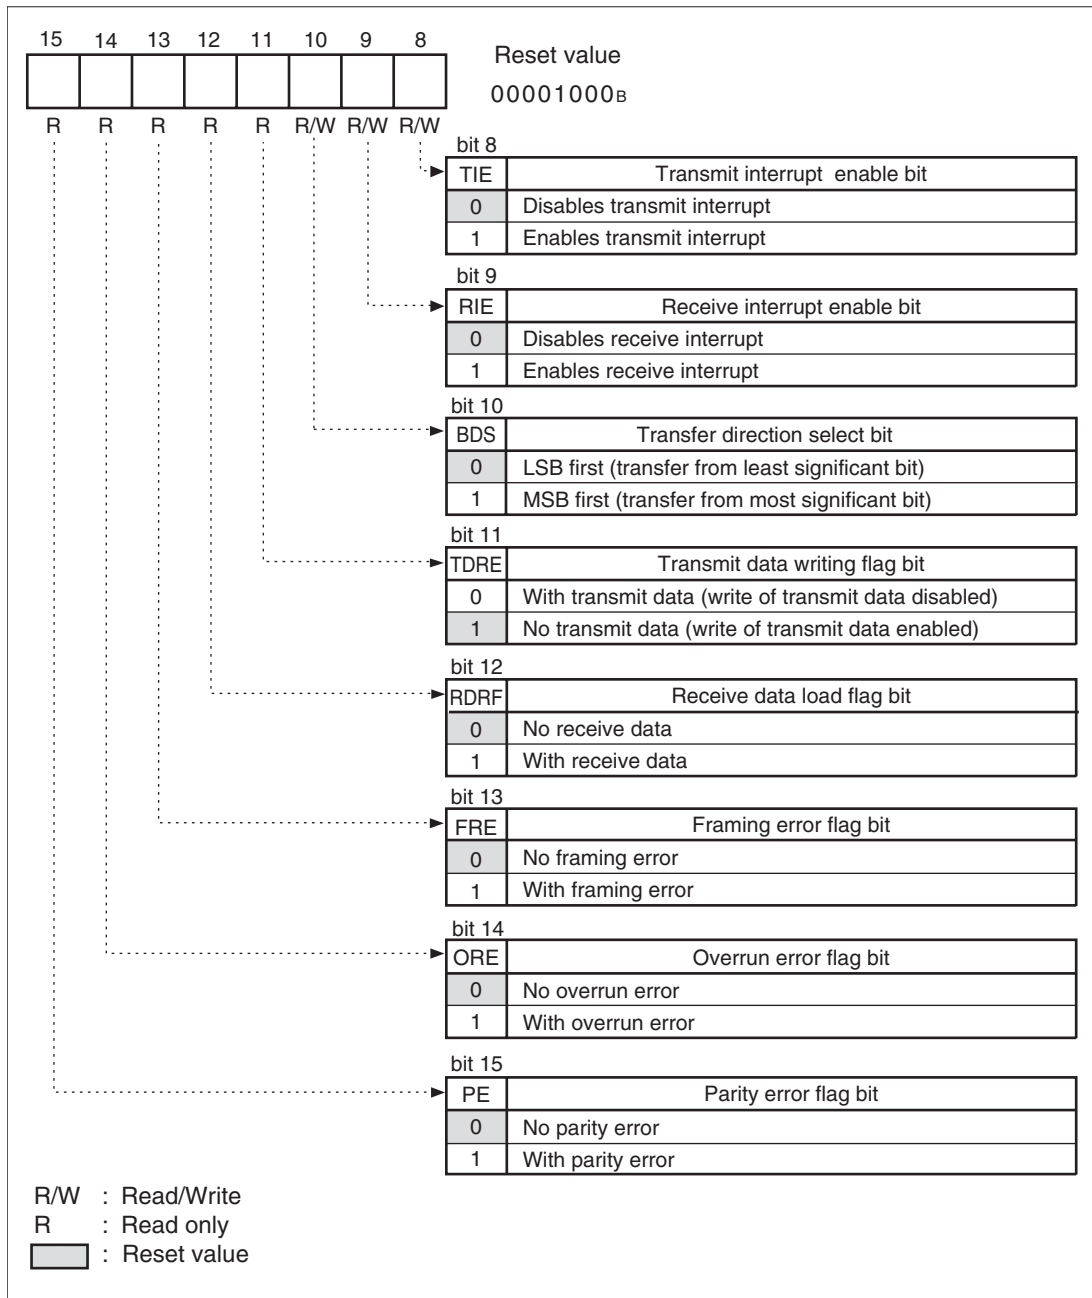 15 14 13 12 11 10 9 8
Reset value
00001000B
R R R R R R/W R/W R/W
bit 8
TIE Transmit interrupt enable bit
0 Disables transmit interrupt
1 Enables transmit interrupt
bit 9
RIE Receive interrupt enable bit
0 Disables receive interrupt
1 Enables receive interrupt
bit 10
BDS Transfer direction select bit
0 LSB first (transfer from least significant bit)
1 MSB first (transfer from most significant bit)
bit 11
TDRE Transmit data writing flag bit
0 With transmit data (write of transmit data disabled)
1 No transmit data (write of transmit data enabled)
bit 12
RDRF Receive data load flag bit
0 No receive data
1 With receive data
bit 13
FRE Framing error flag bit
0 No framing error
1 With framing error
bit 14
ORE Overrun error flag bit
0 No overrun error
1 With overrun error
bit 15
PE Parity error flag bit
0 No parity error
1 With parity error
R/W : Read/Write
R : Read only
: Reset value